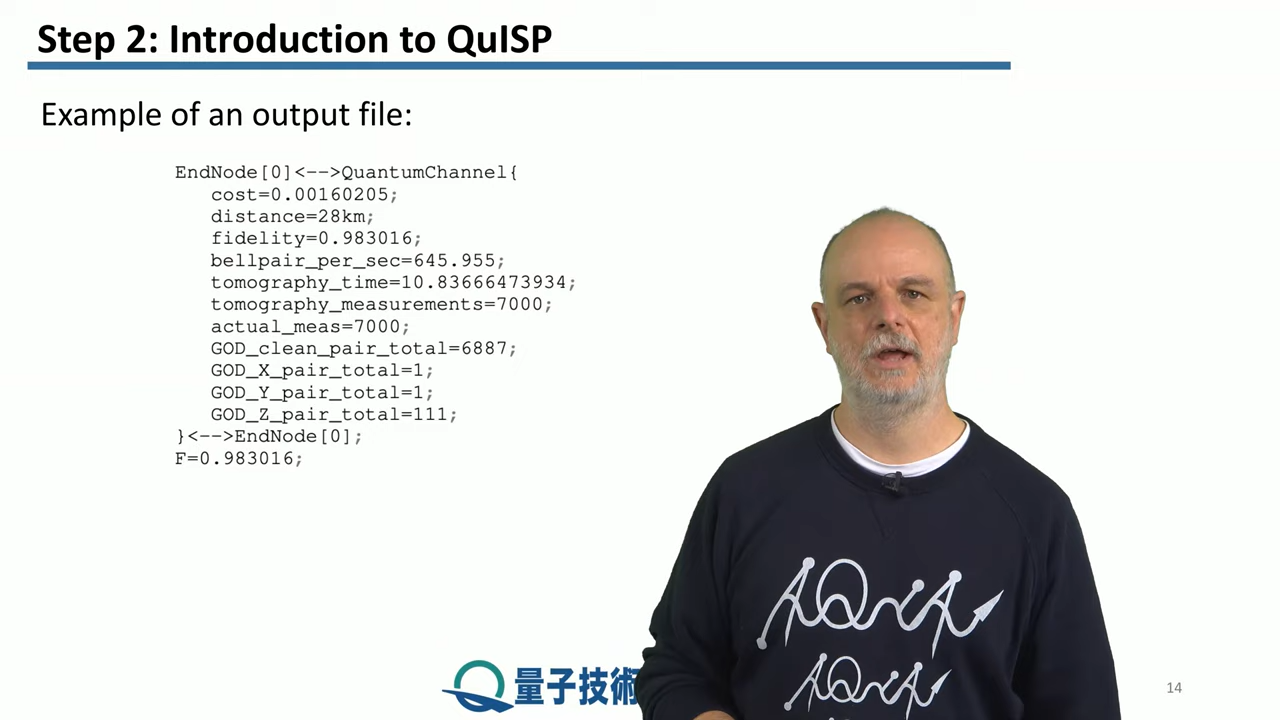 Step 2: Introduction to QuISP
Example of an output file:
EndNode[0]<-->QuantumChannel{
cost=0.00160205;
distance=28km;
fidelity=0.983016;
bellpair_per_sec=645.955;
tomography_time=10.83666473934;
tomography_measurements=7000;
actual_meas=7000;
GOD_clean_pair_total=6887;
GOD_X_pair_total=1;
GOD_Y_pair_total=1;
GOD_Z_pair_total=111;
}<-->EndNode[0];
F=0.983016;
量子技術
14